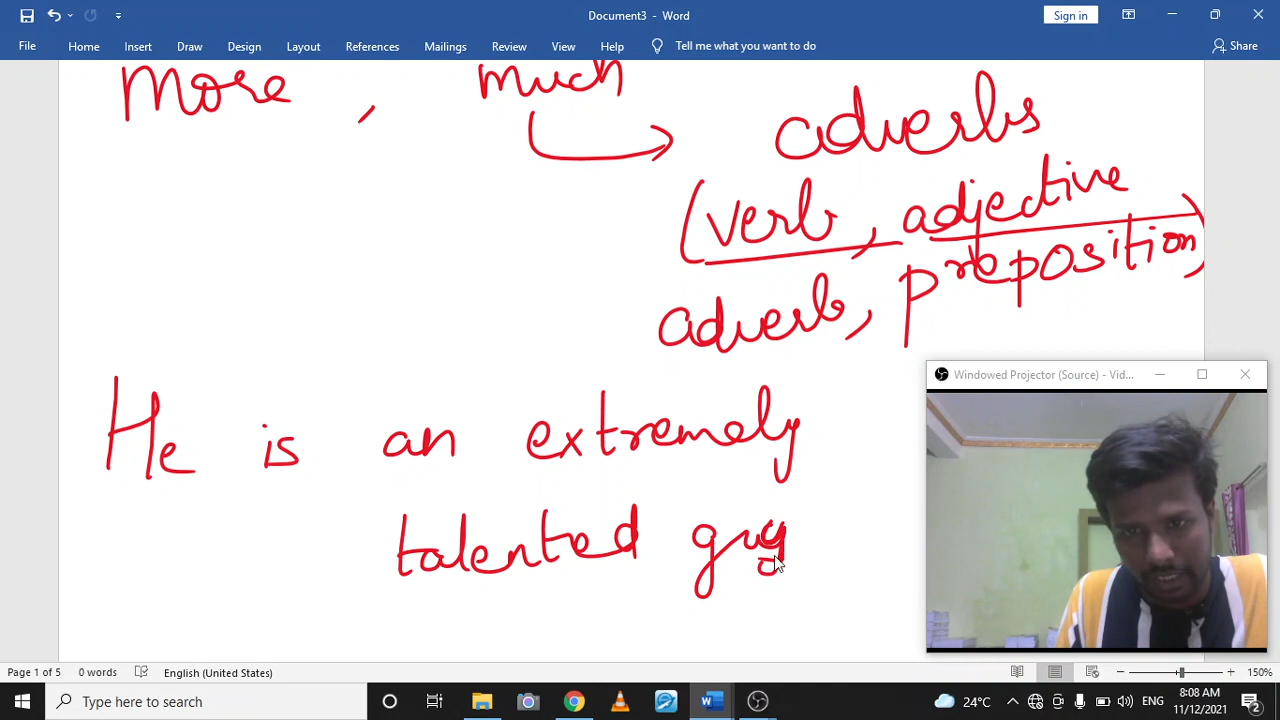 Document3 - Word
Sign in
File Home Insert Draw Design Layout References Mailings Review View Help Tell me what you want to do Share
More , much
adverbs
(verb, adjective
adverb, preposition)
Windowed Projector (Source) - Vid...
He is an extremely
talented guy
Page 1 of 5 0 words English (United States) 150%
Type here to search 24°C ENG 8:08 AM 11/12/2021 2